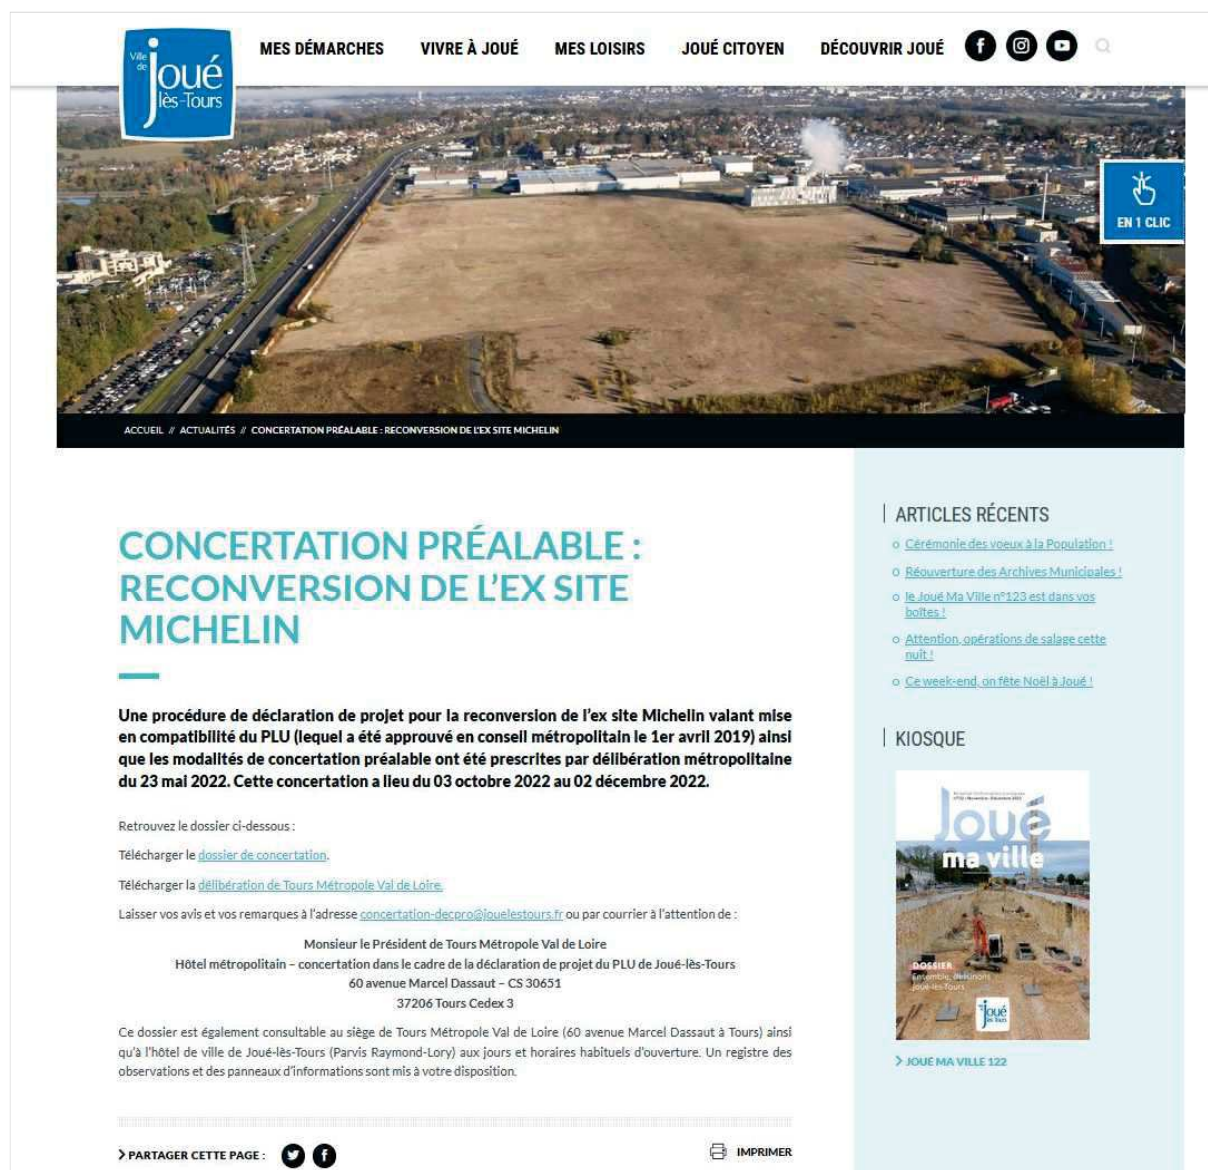 Ville de
Joué
lès-Tours
MES DÉMARCHES
VIVRE À JOUÉ
MES LOISIRS
JOUÉ CITOYEN
DÉCOUVRIR JOUÉ
EN 1 CLIC
ACCUEIL // ACTUALITÉS // CONCERTATION PRÉALABLE : RECONVERSION DE L'EX SITE MICHELIN
CONCERTATION PRÉALABLE :
RECONVERSION DE L'EX SITE
MICHELIN
Une procédure de déclaration de projet pour la reconversion de l'ex site Michelin valant mise
en compatibilité du PLU (lequel a été approuvé en conseil métropolitain le 1er avril 2019) ainsi
que les modalités de concertation préalable ont été prescrites par délibération métropolitaine
du 23 mai 2022. Cette concertation a lieu du 03 octobre 2022 au 02 décembre 2022.
Retrouvez le dossier ci-dessous :
Télécharger le dossier de concertation.
Télécharger la délibération de Tours Métropole Val de Loire.
Laisser vos avis et vos remarques à l'adresse concertation-decpro@jouelestours.fr ou par courrier à l'attention de :
Monsieur le Président de Tours Métropole Val de Loire
Hôtel métropolitain – concertation dans le cadre de la déclaration de projet du PLU de Joué-lès-Tours
60 avenue Marcel Dassaut – CS 30651
37206 Tours Cedex 3
Ce dossier est également consultable au siège de Tours Métropole Val de Loire (60 avenue Marcel Dassaut à Tours) ainsi
qu'à l'hôtel de ville de Joué-lès-Tours (Parvis Raymond-Lory) aux jours et horaires habituels d'ouverture. Un registre des
observations et des panneaux d'informations sont mis à votre disposition.
PARTAGER CETTE PAGE :
IMPRIMER
ARTICLES RÉCENTS
Cérémonie des voeux à la Population !
Réouverture des Archives Municipales !
le Joué Ma Ville n°123 est dans vos
boîtes !
Attention, opérations de salage cette
nuit !
Ce week-end, on fête Noël à Joué !
KIOSQUE
Joué
ma ville
DOSSIER
Ensemble, dessinons
Joué-lès-Tours
Joué
lès-Tours
JOUÉ MA VILLE 122